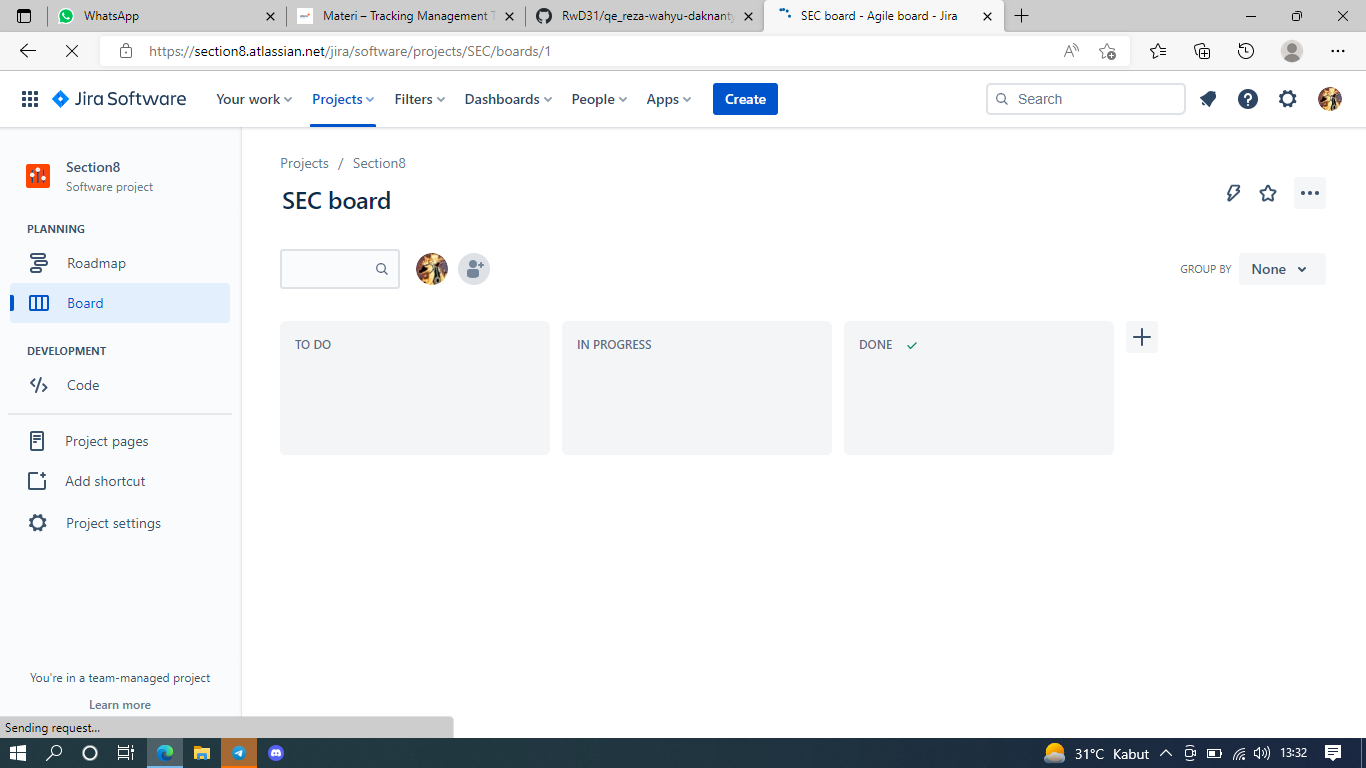 WhatsApp
Materi – Tracking Management T
RwD31/qe_reza-wahyu-daknanty
SEC board - Agile board - Jira
https://section8.atlassian.net/jira/software/projects/SEC/boards/1
Jira Software
Your work
Projects
Filters
Dashboards
People
Apps
Create
Search
Section8
Software project
PLANNING
Roadmap
Board
DEVELOPMENT
Code
Project pages
Add shortcut
Project settings
You're in a team-managed project
Learn more
Projects / Section8
SEC board
GROUP BY
None
TO DO
IN PROGRESS
DONE
Sending request...
31°C Kabut
13:32